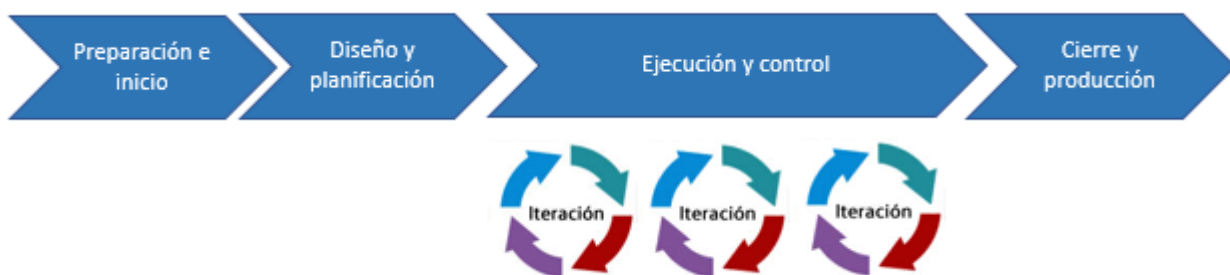 Preparación e
inicio
Diseño y
planificación
Ejecución y control
Cierre y
producción
Iteración
Iteración
Iteración